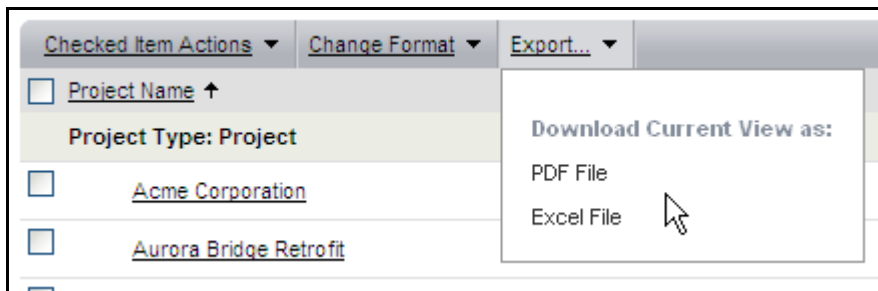 Checked Item Actions Change Format Export...
Project Name
Project Type: Project
Download Current View as:
Acme Corporation
PDF File
Excel File
Aurora Bridge Retrofit